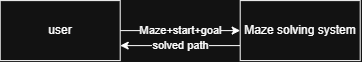 user
Maze+start+goal
solved path
Maze solving system